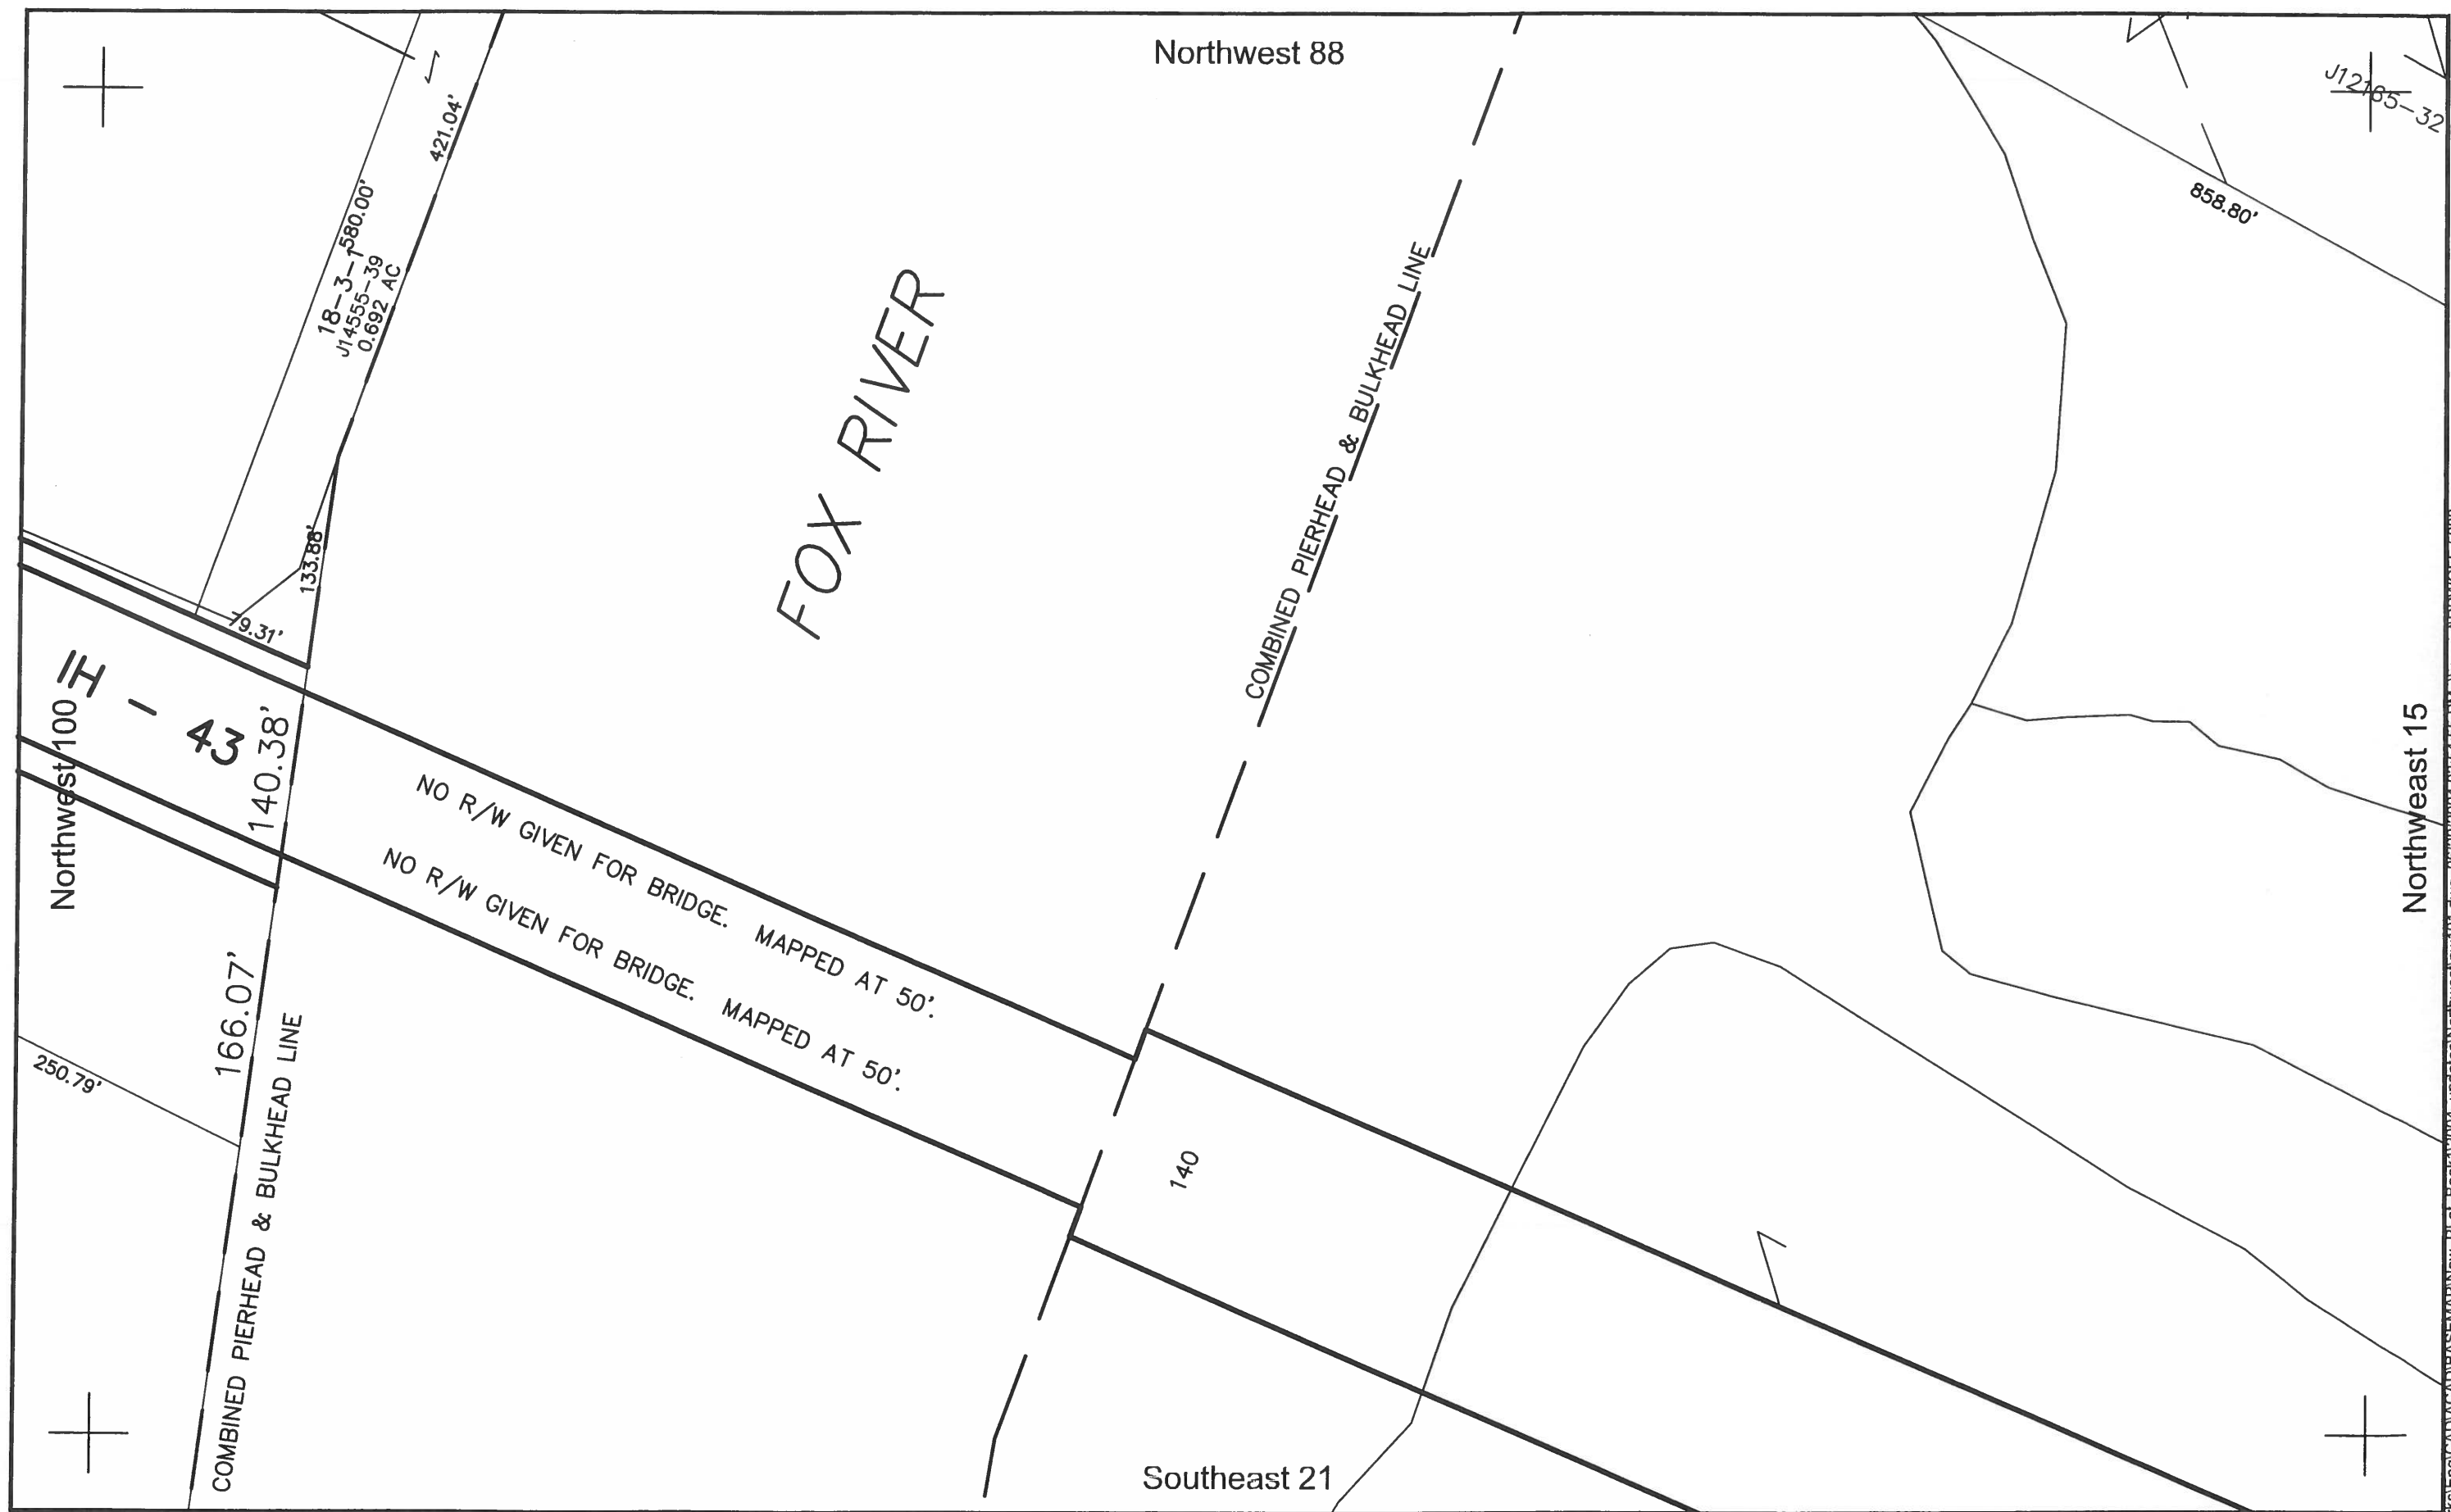 Northwest 88
J12165-32
421.04'
858.80'
580.00'
18-3-1
J14555-39
0.692 AC
FOX RIVER
COMBINED PIERHEAD & BULKHEAD LINE
133.88'
79.31'
IH - 43
Northwest 100
140.38'
Northeast 15
NO R/W GIVEN FOR BRIDGE. MAPPED AT 50'.
NO R/W GIVEN FOR BRIDGE. MAPPED AT 50'.
166.07'
250.79'
COMBINED PIERHEAD & BULKHEAD LINE
140
Southeast 21